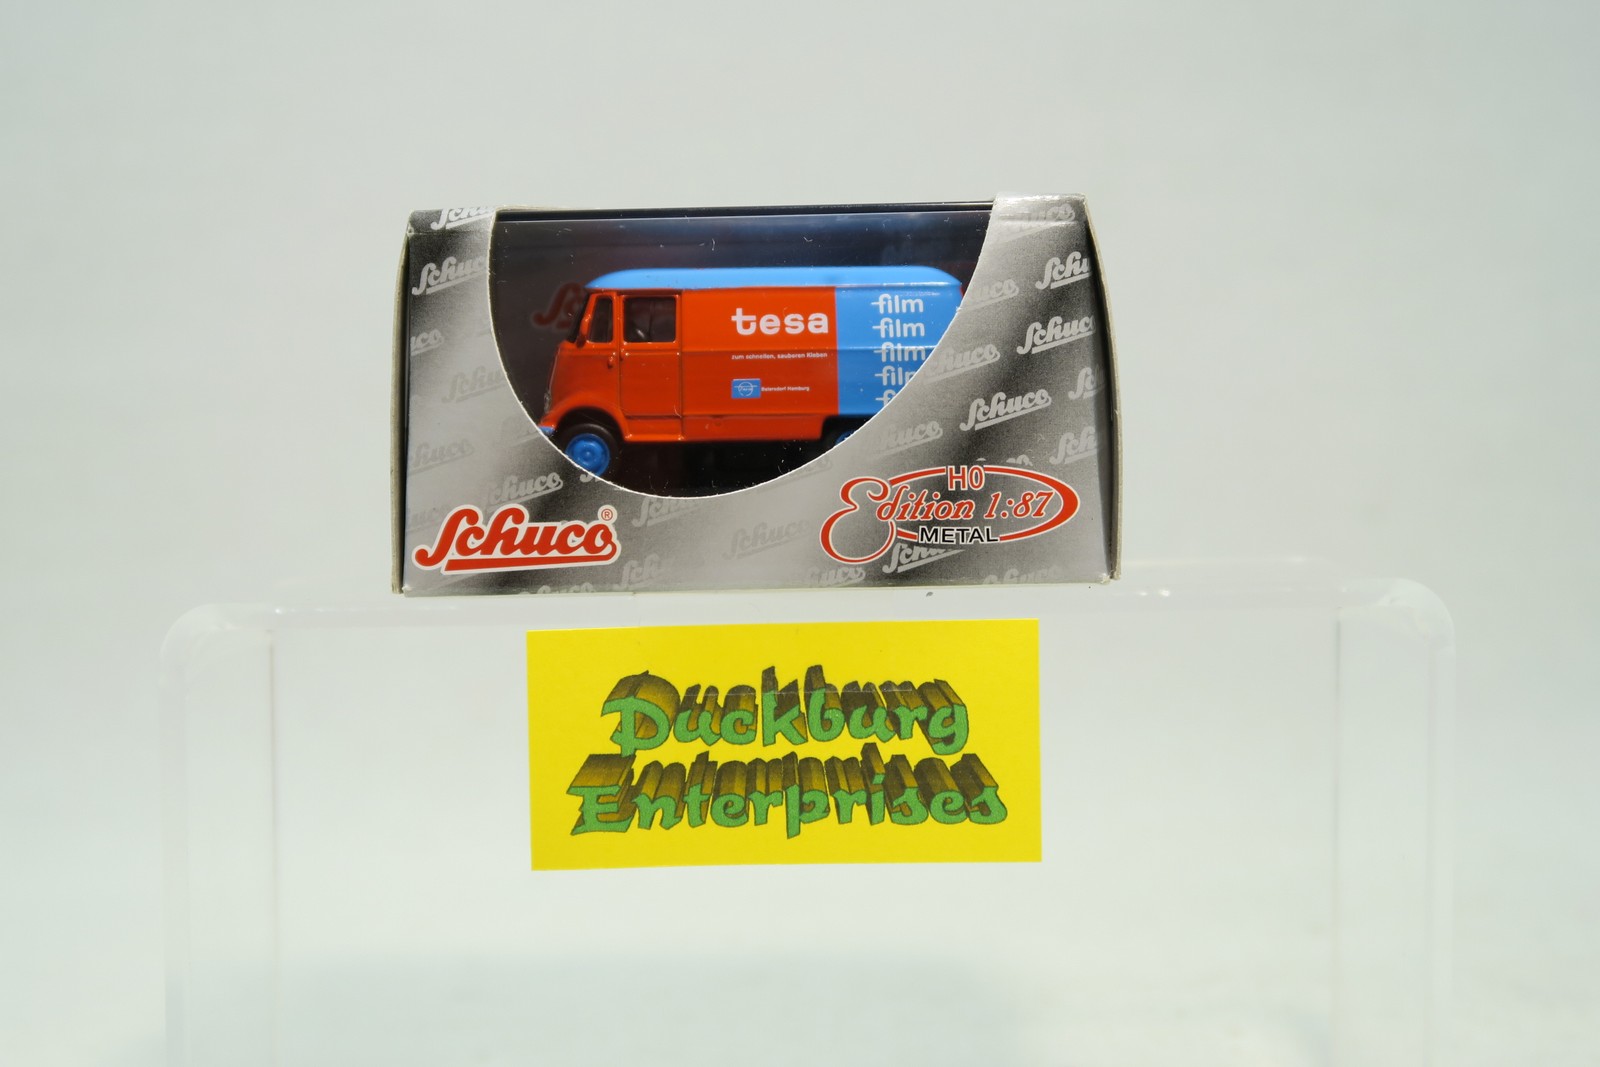 tesa
zum schnellen, sauberen Kleben
Beiersdorf Hamburg
film
film
film
film
Schuco®
H0
Edition 1:87
METAL
Duckburg
Enterprises